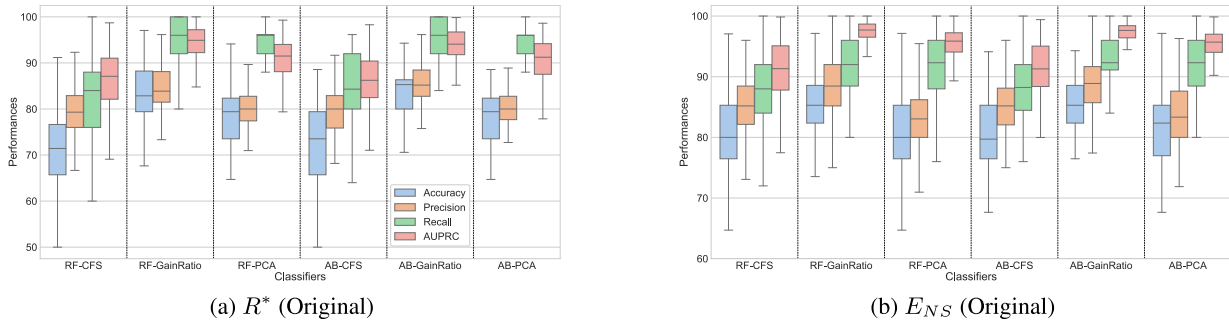 100
90
80
70
60
50
Performances
Accuracy
Precision
Recall
AUPRC
RF-CFS RF-GainRatio RF-PCA AB-CFS AB-GainRatio AB-PCA
Classifiers
(a) R* (Original)
100
90
80
70
60
Performances
RF-CFS RF-GainRatio RF-PCA AB-CFS AB-GainRatio AB-PCA
Classifiers
(b) E_{NS} (Original)